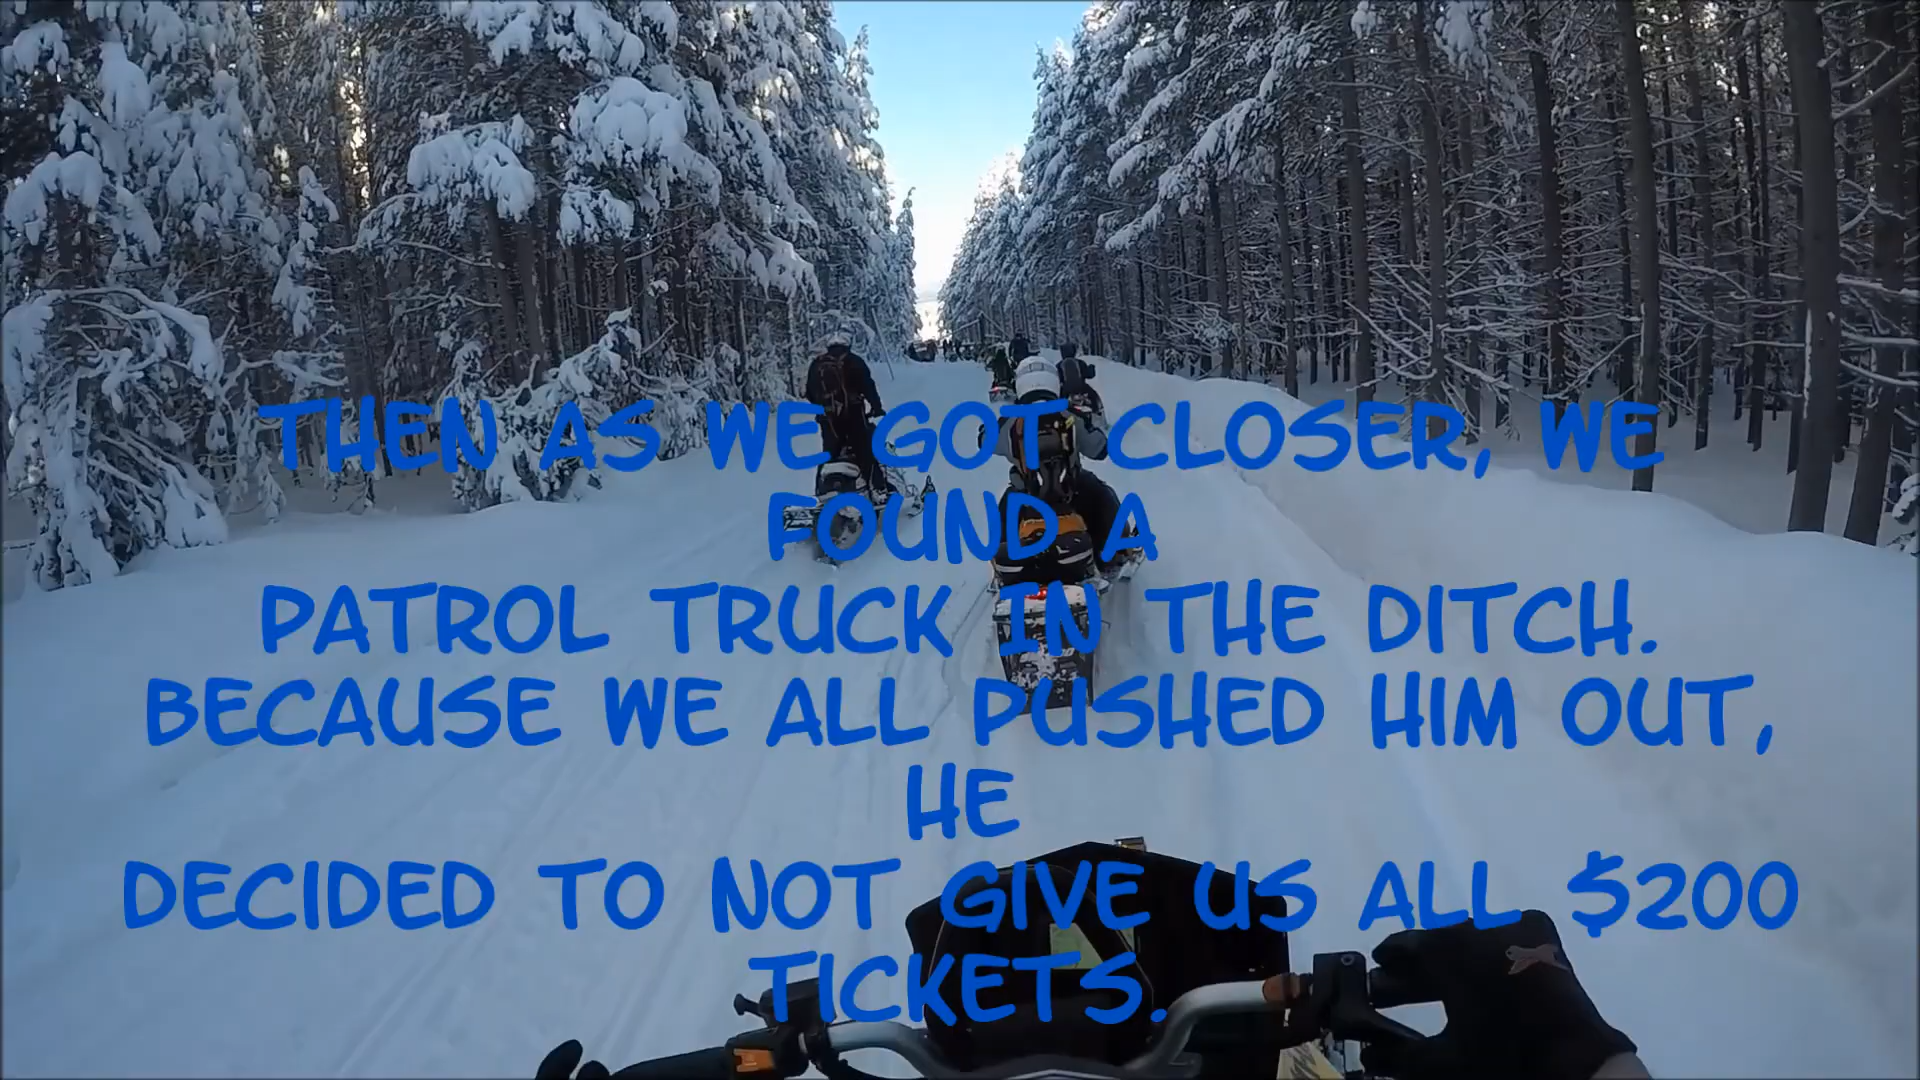 THEN AS WE GOT CLOSER, WE
FOUND A
PATROL TRUCK IN THE DITCH.
BECAUSE WE ALL PUSHED HIM OUT,
HE
DECIDED TO NOT GIVE US ALL $200
TICKETS.